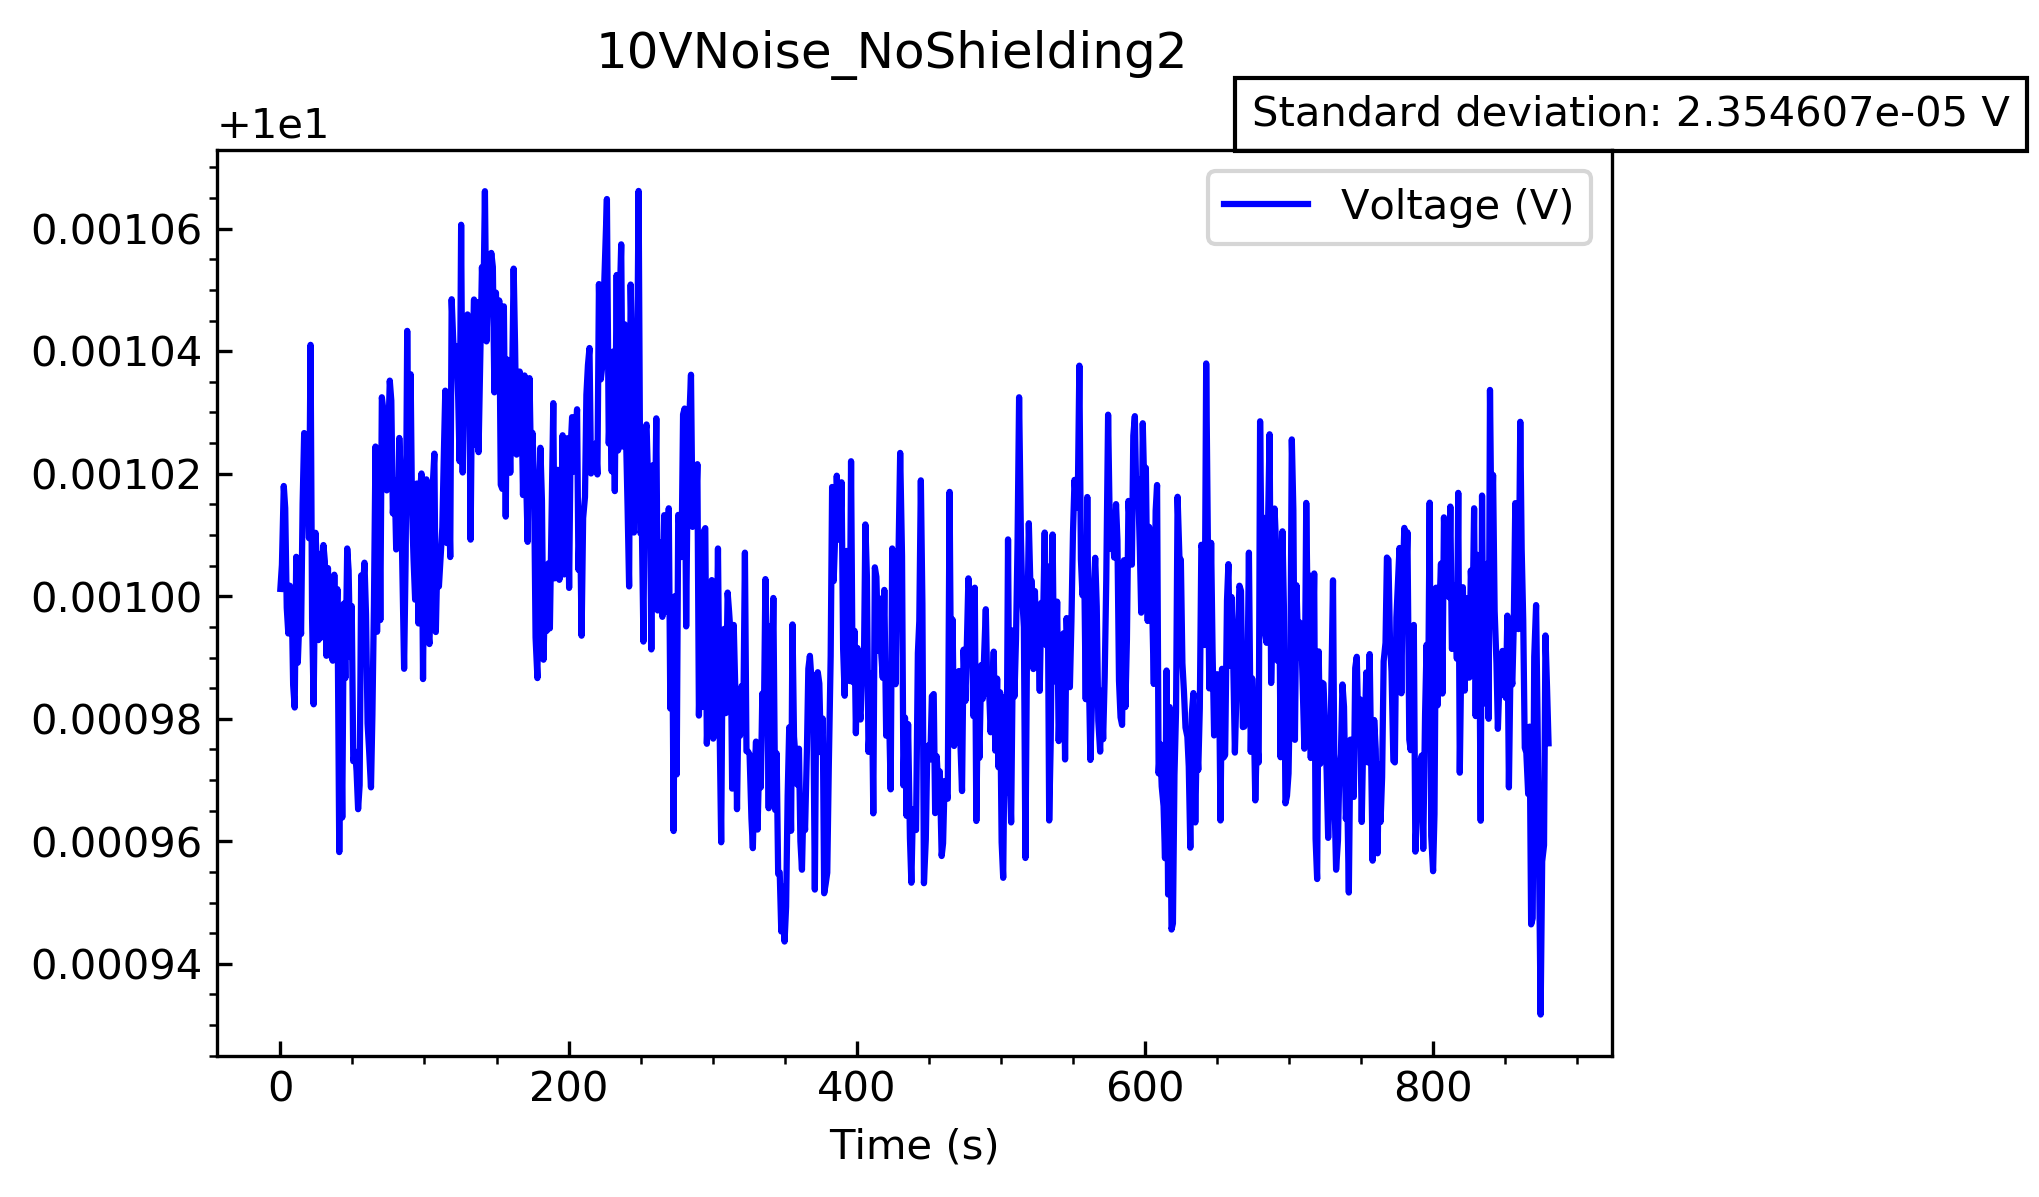 10VNoise_NoShielding2
Standard deviation: 2.354607e-05 V
+1e1
Voltage (V)
0.00106
0.00104
0.00102
0.00100
0.00098
0.00096
0.00094
0 200 400 600 800
Time (s)